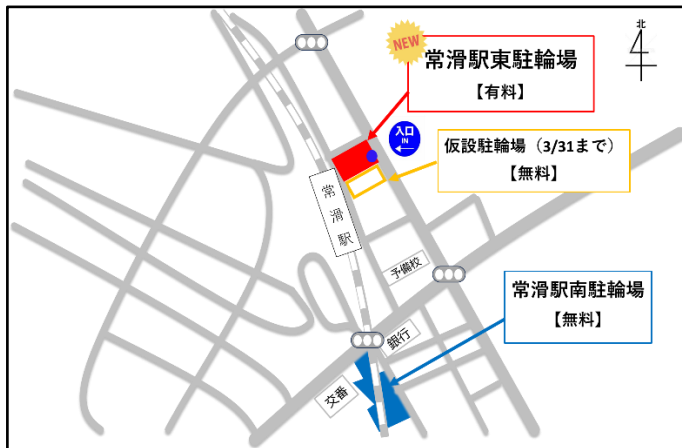 北
NEW
常滑駅東駐輪場
【有料】
入口
IN
仮設駐輪場（3/31まで）
【無料】
常滑駅
予備校
常滑駅南駐輪場
【無料】
銀行
交番